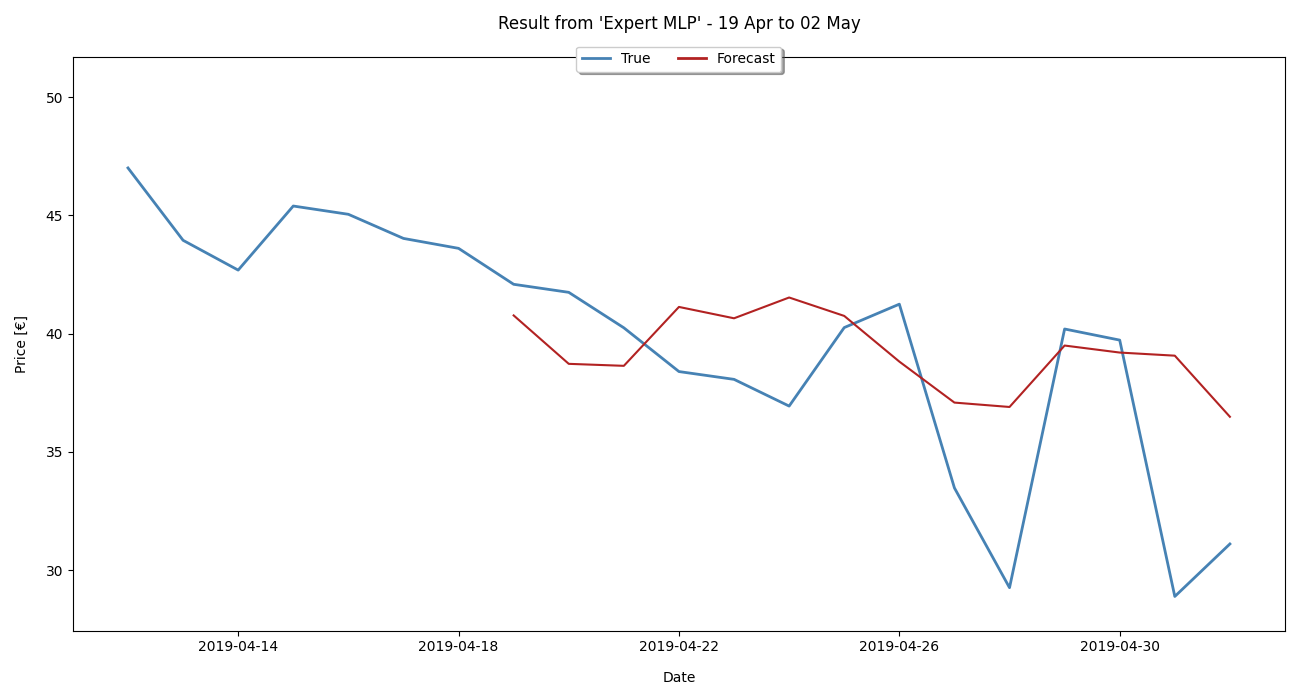 Result from 'Expert MLP' - 19 Apr to 02 May
True Forecast
50
45
40
35
30
Price [€]
2019-04-14 2019-04-18 2019-04-22 2019-04-26 2019-04-30
Date